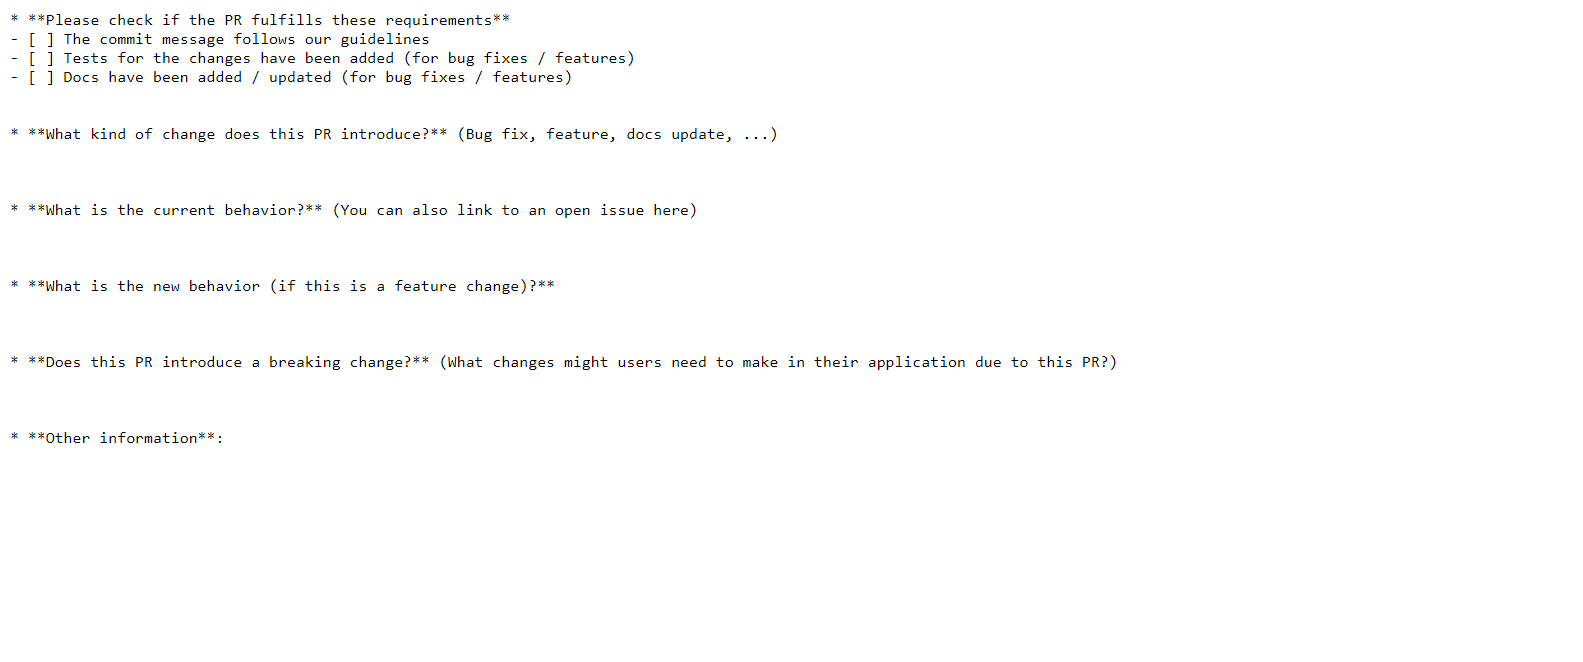 * **Please check if the PR fulfills these requirements**
- [ ] The commit message follows our guidelines
- [ ] Tests for the changes have been added (for bug fixes / features)
- [ ] Docs have been added / updated (for bug fixes / features)
* **What kind of change does this PR introduce?** (Bug fix, feature, docs update, ...)
* **What is the current behavior?** (You can also link to an open issue here)
* **What is the new behavior (if this is a feature change)?**
* **Does this PR introduce a breaking change?** (What changes might users need to make in their application due to this PR?)
* **Other information**: